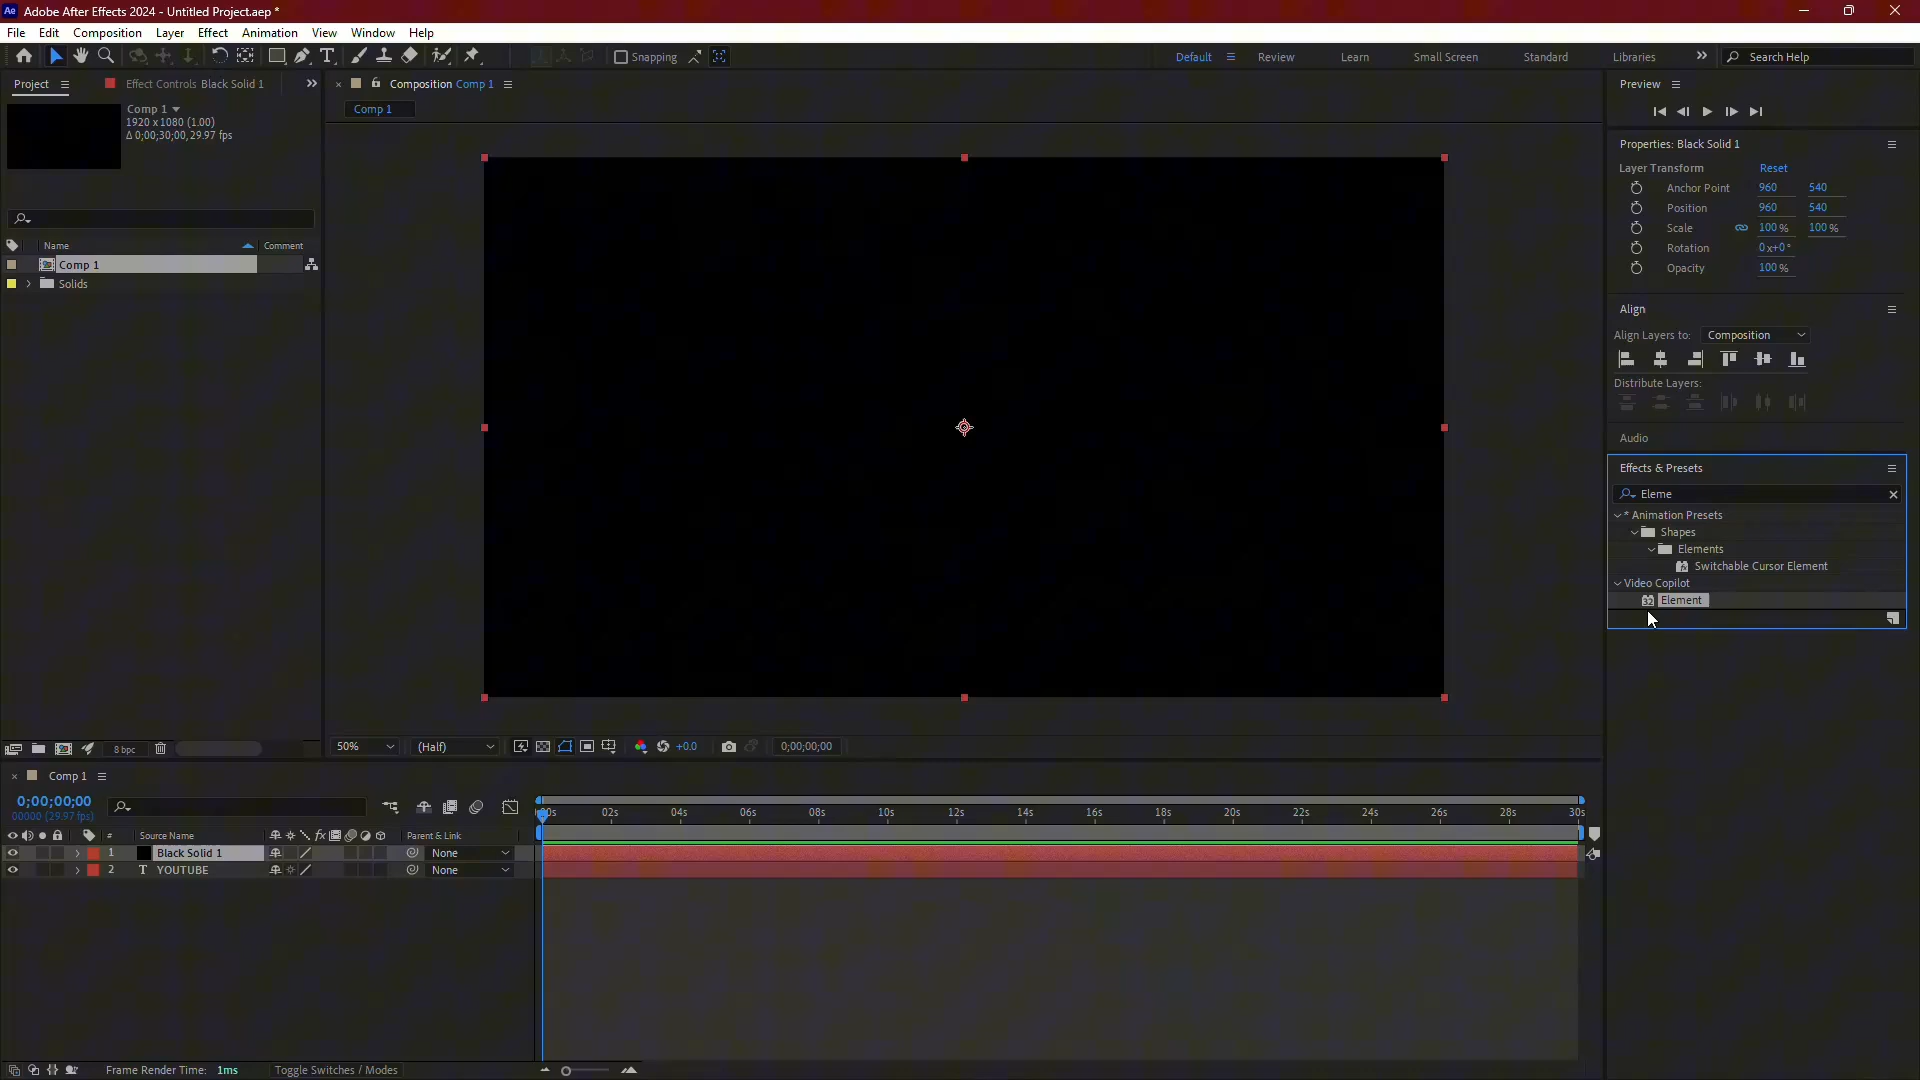 Ae Adobe After Effects 2024 - Untitled Project.aep *
File Edit Composition Layer Effect Animation View Window Help
Snapping Default Review Learn Small Screen Standard Libraries Search Help
Project Effect Controls Black Solid 1
Comp 1
1920 x 1080 (1.00)
Δ 0;00;30;00, 29.97 fps
Name Comment
Comp 1
Solids
8 bpc
Composition Comp 1
Comp 1
50% (Half) +0.0 0;00;00;00
Preview
Properties: Black Solid 1
Layer Transform Reset
Anchor Point 960 540
Position 960 540
Scale 100 % 100 %
Rotation 0 x+0 °
Opacity 100 %
Align
Align Layers to: Composition
Distribute Layers:
Audio
Effects & Presets
Eleme
* Animation Presets
Shapes
Elements
Switchable Cursor Element
Video Copilot
32 Element
Comp 1
0;00;00;00
00000 (29.97 fps)
# Source Name fx Parent & Link
1 Black Solid 1 None
2 T YOUTUBE None
02s 04s 06s 08s 10s 12s 14s 16s 18s 20s 22s 24s 26s 28s 30s
Frame Render Time: 1ms Toggle Switches / Modes